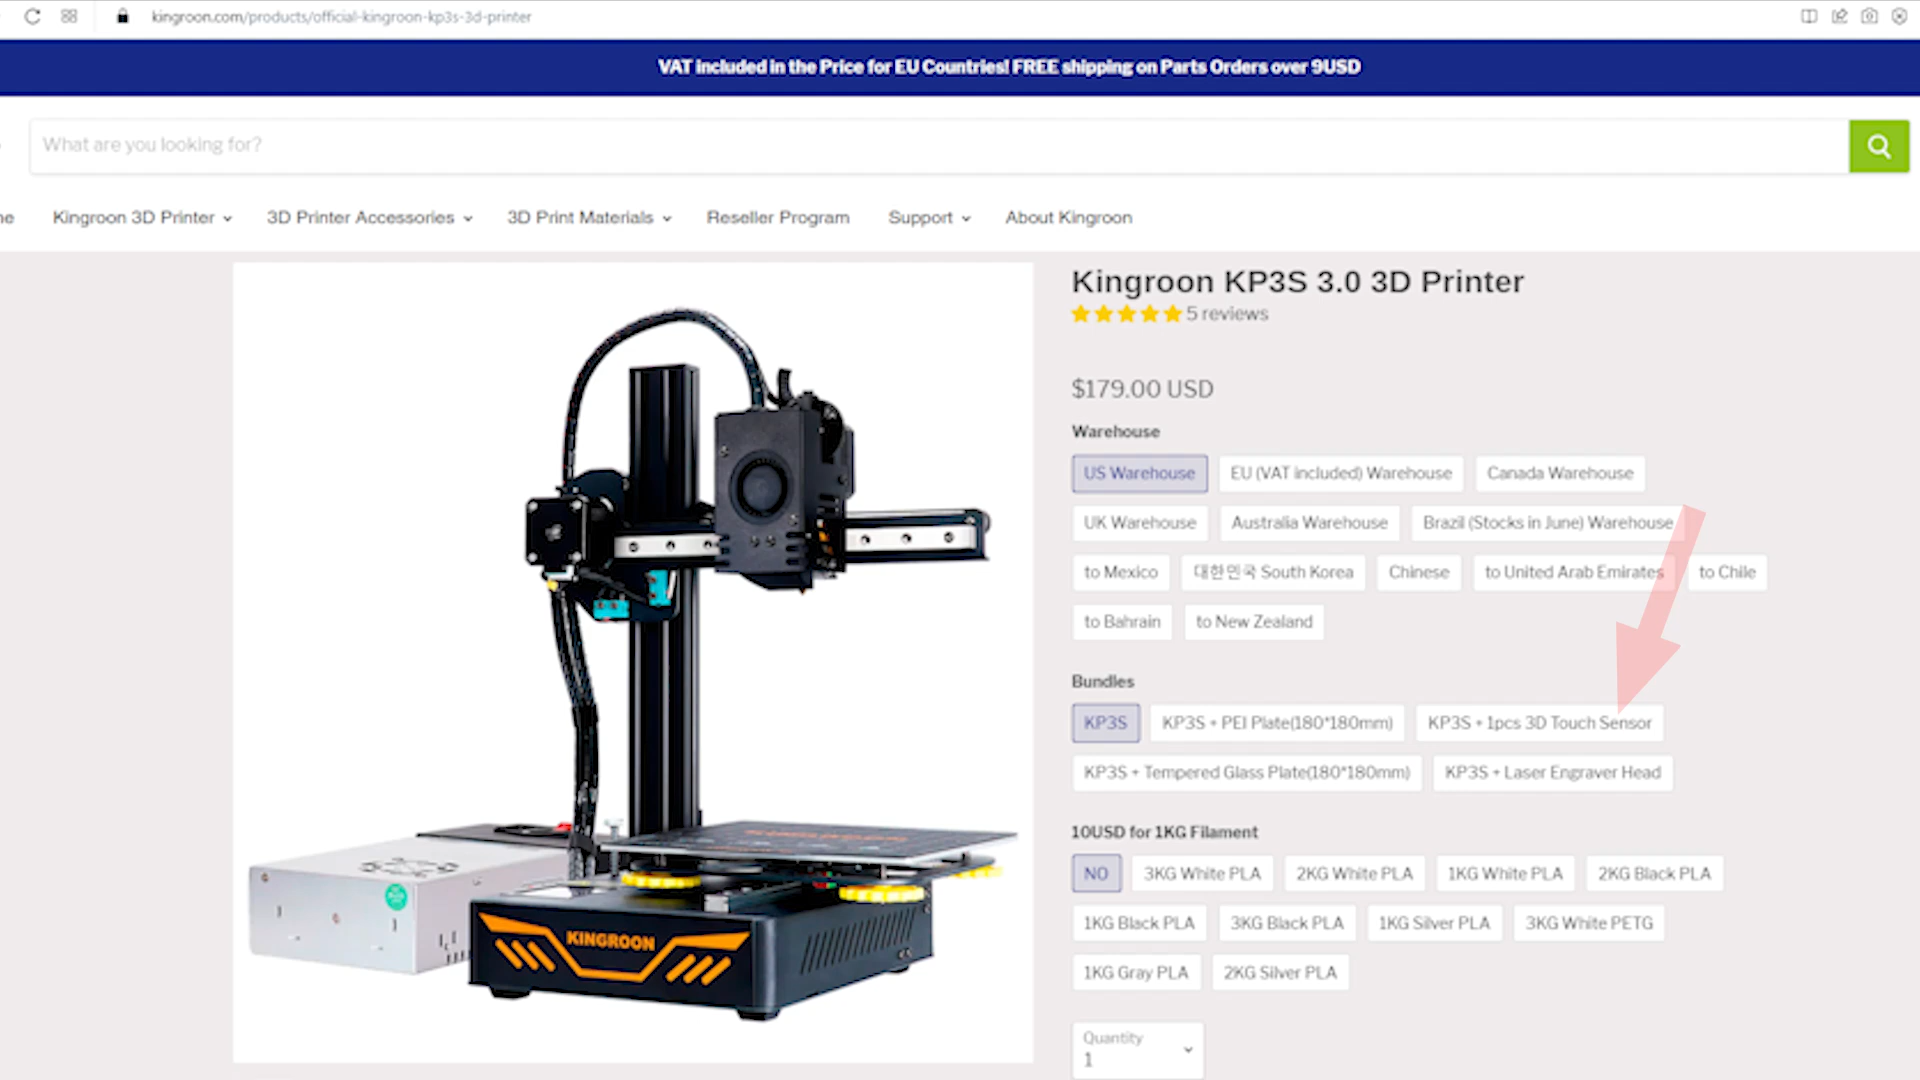 kingroon.com/products/official-kingroon-kp3s-3d-printer
VAT included in the Price for EU Countries! FREE shipping on Parts Orders over 9USD
What are you looking for?
me Kingroon 3D Printer 3D Printer Accessories 3D Print Materials Reseller Program Support About Kingroon
Kingroon KP3S 3.0 3D Printer
5 reviews
$179.00 USD
Warehouse
US Warehouse EU (VAT included) Warehouse Canada Warehouse
UK Warehouse Australia Warehouse Brazil (Stocks in June) Warehouse
to Mexico 대한민국 South Korea Chinese to United Arab Emirates to Chile
to Bahrain to New Zealand
Bundles
KP3S KP3S + PEI Plate(180*180mm) KP3S + 1pcs 3D Touch Sensor
KP3S + Tempered Glass Plate(180*180mm) KP3S + Laser Engraver Head
10USD for 1KG Filament
NO 3KG White PLA 2KG White PLA 1KG White PLA 2KG Black PLA
1KG Black PLA 3KG Black PLA 1KG Silver PLA 3KG White PETG
1KG Gray PLA 2KG Silver PLA
Quantity
1
KINGROON